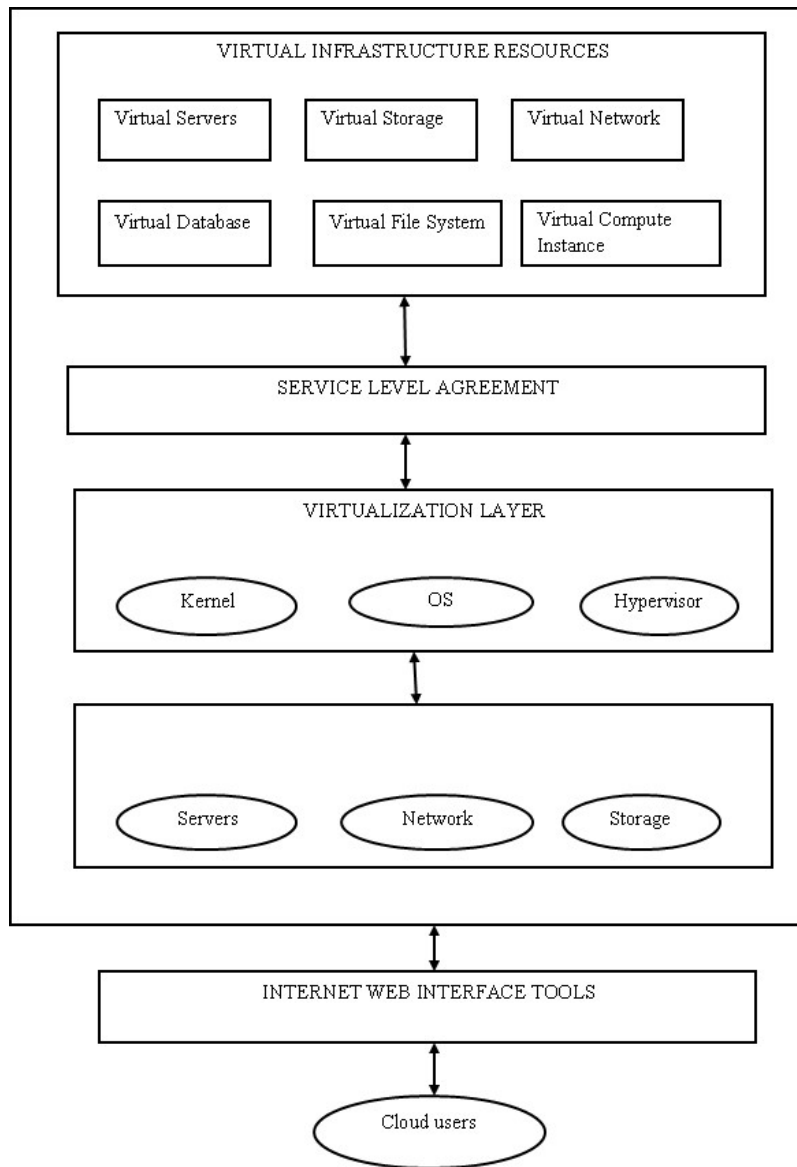 VIRTUAL INFRASTRUCTURE RESOURCES
Virtual Servers
Virtual Storage
Virtual Network
Virtual Database
Virtual File System
Virtual Compute
Instance
SERVICE LEVEL AGREEMENT
VIRTUALIZATION LAYER
Kernel
OS
Hypervisor
Servers
Network
Storage
INTERNET WEB INTERFACE TOOLS
Cloud users